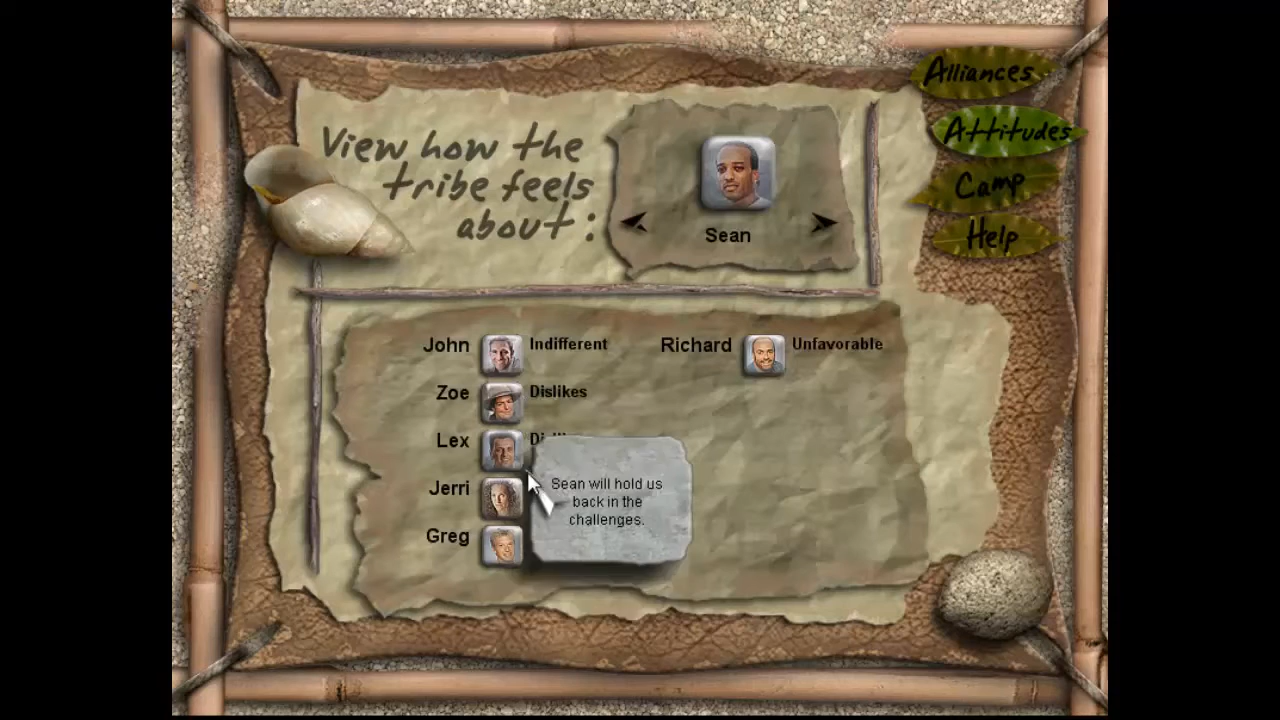 View how the
tribe feels
about:
Sean
Alliances
Attitudes
Camp
Help
John Indifferent
Zoe Dislikes
Lex
Jerri
Greg
Richard Unfavorable
Sean will hold us
back in the
challenges.